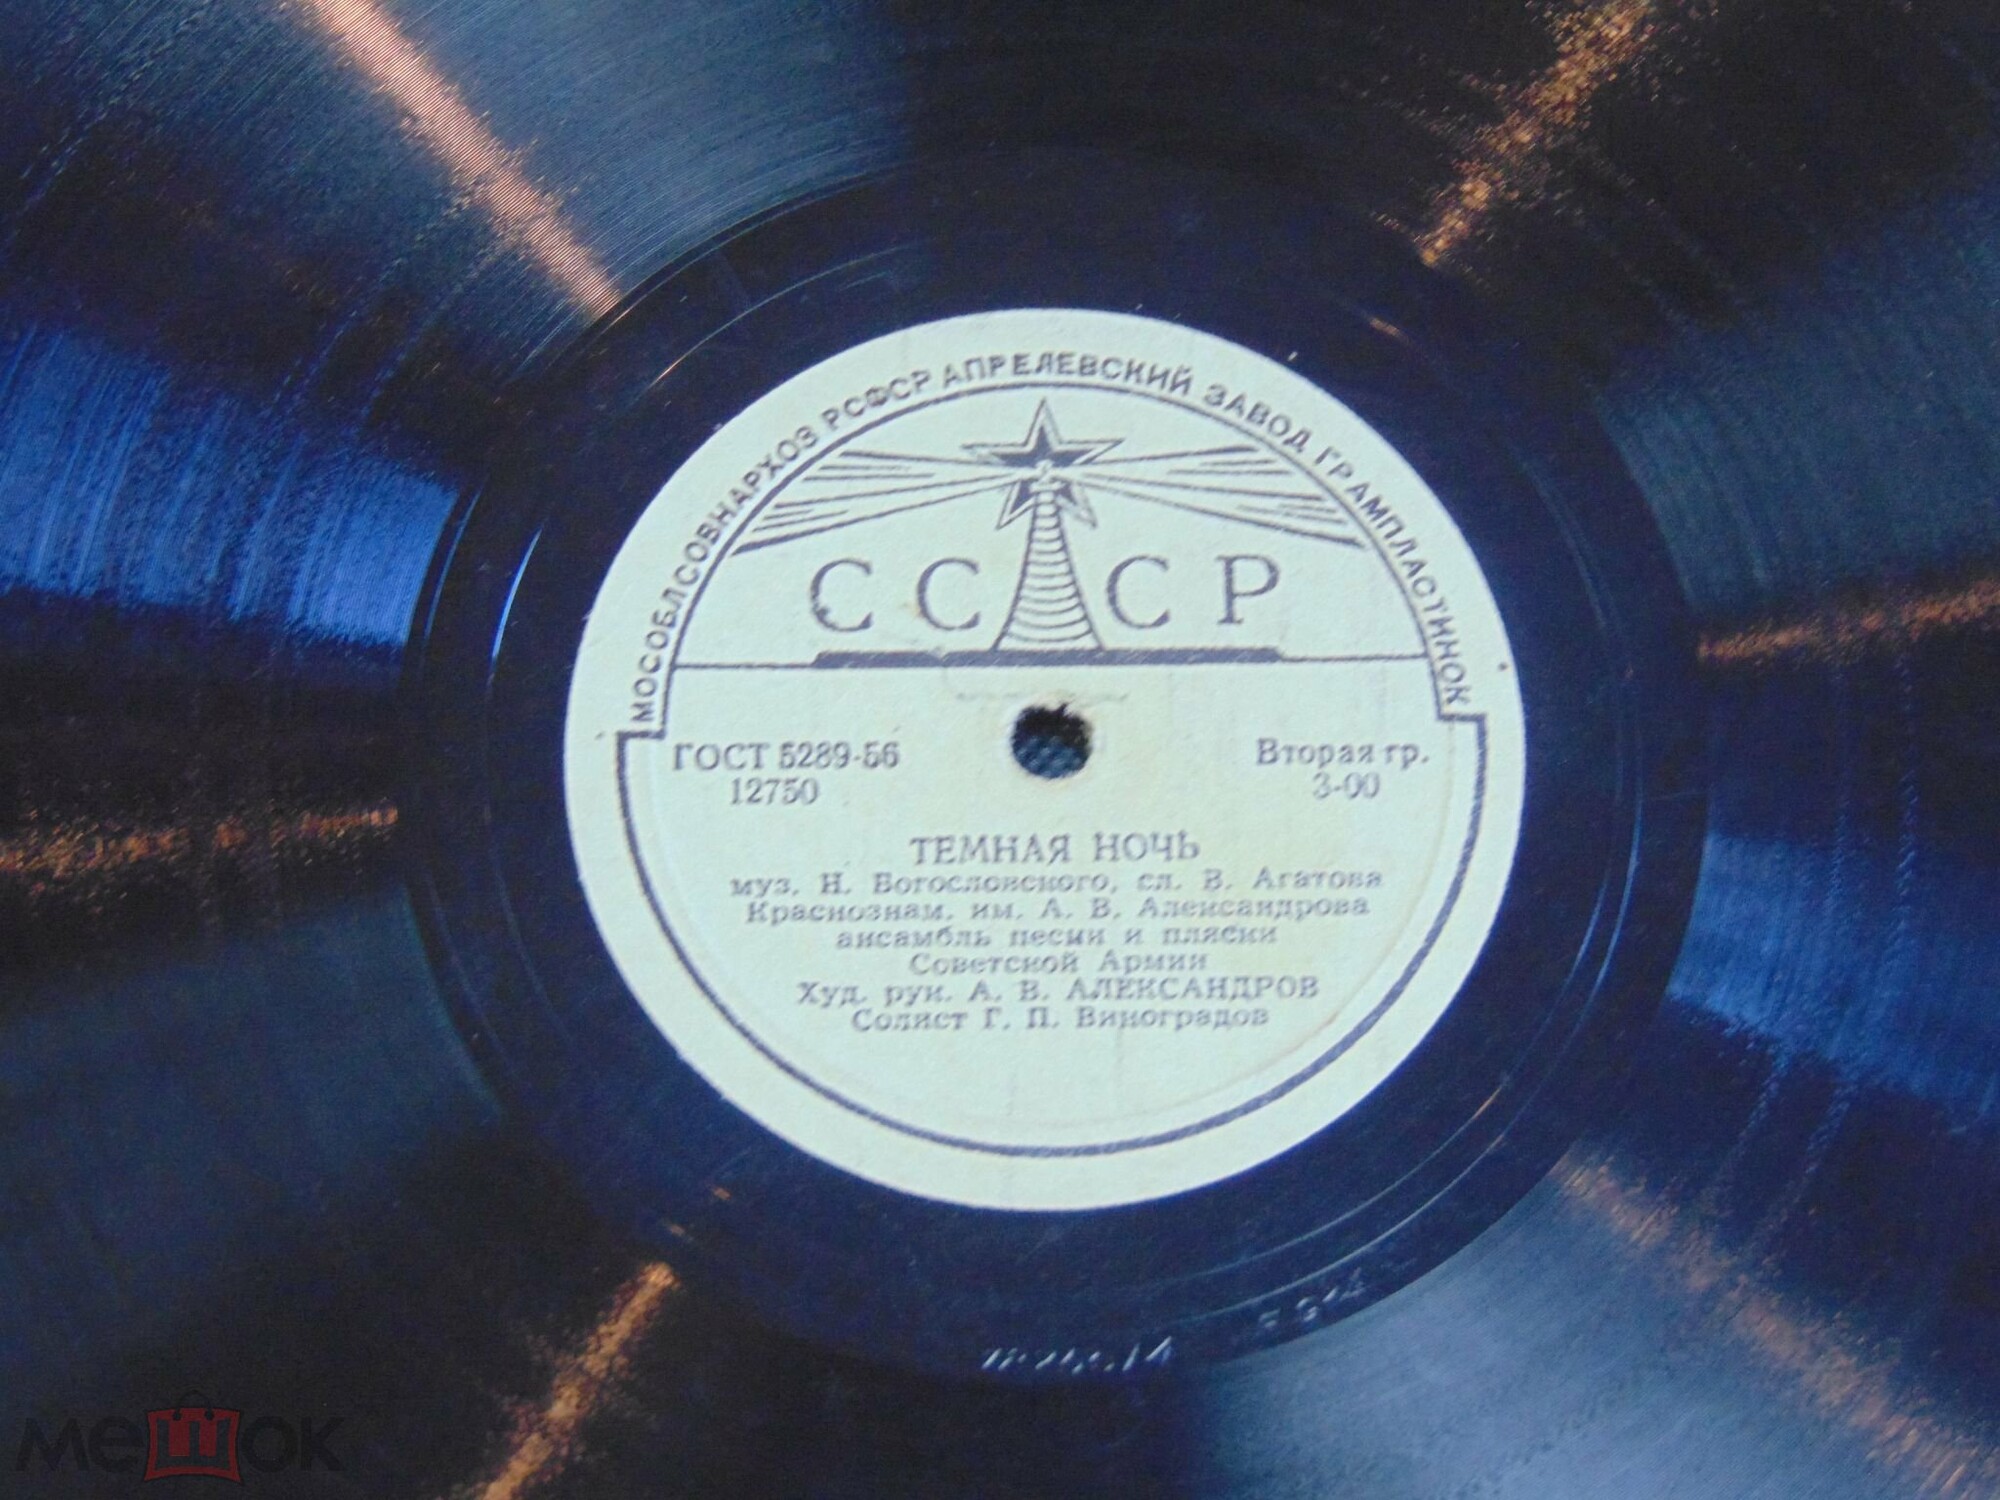 МОСОБЛСОВНАРХОЗ РСФСР АПРЕЛЕВСКИЙ ЗАВОД ГРАМПЛАСТИНОК
СССР
ГОСТ 5289-56
12750
Вторая гр.
3-00
ТЕМНАЯ НОЧЬ
муз. Н. Богословского, сл. В. Агатова
Краснознам. им. А. В. Александрова
ансамбль песни и пляски
Советской Армии
Худ. рук. А. В. АЛЕКСАНДРОВ
Солист Г. П. Виноградов
мешок